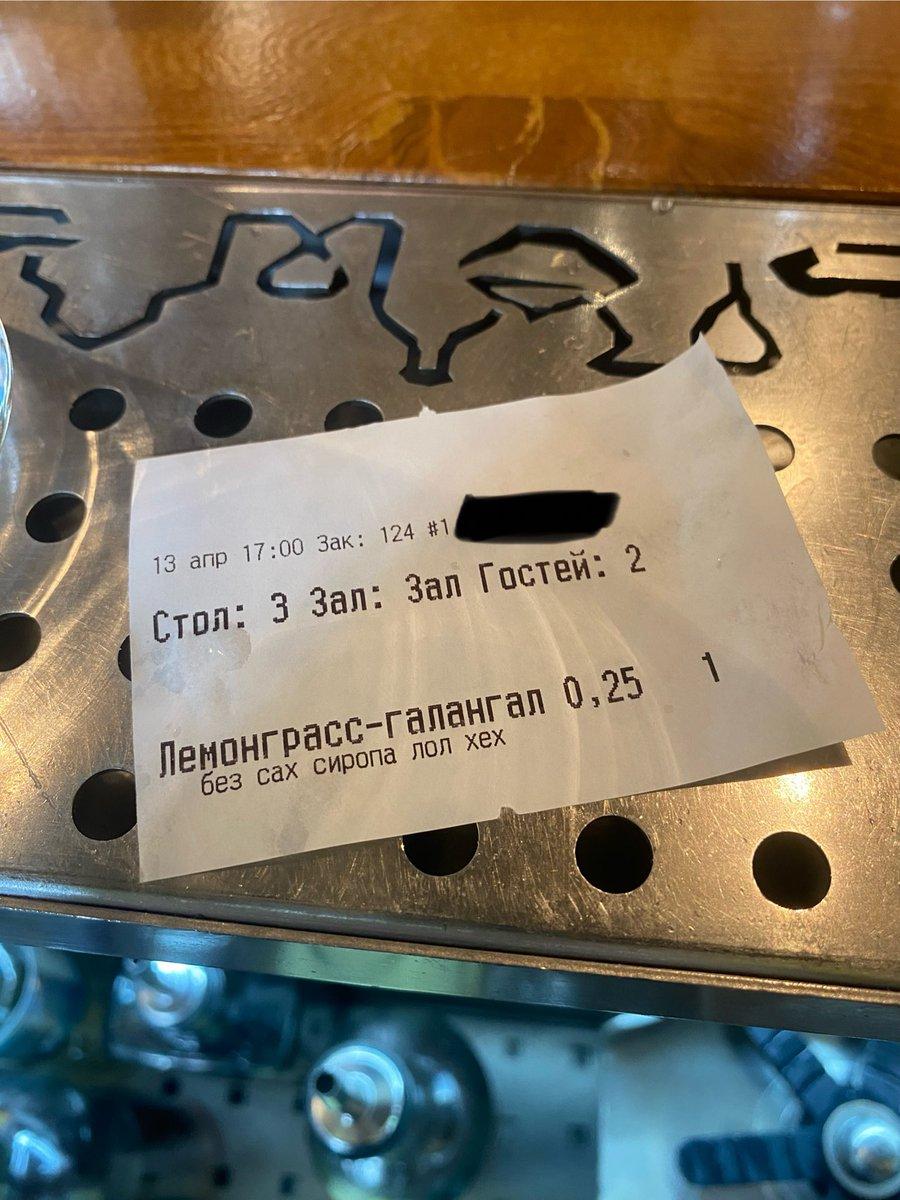 13 апр 17:00 Зак: 124 #1
Стол: 3 Зал: Зал Гостей: 2
Лемонграсс-галангал 0,25 1
без сах сиропа лол хех